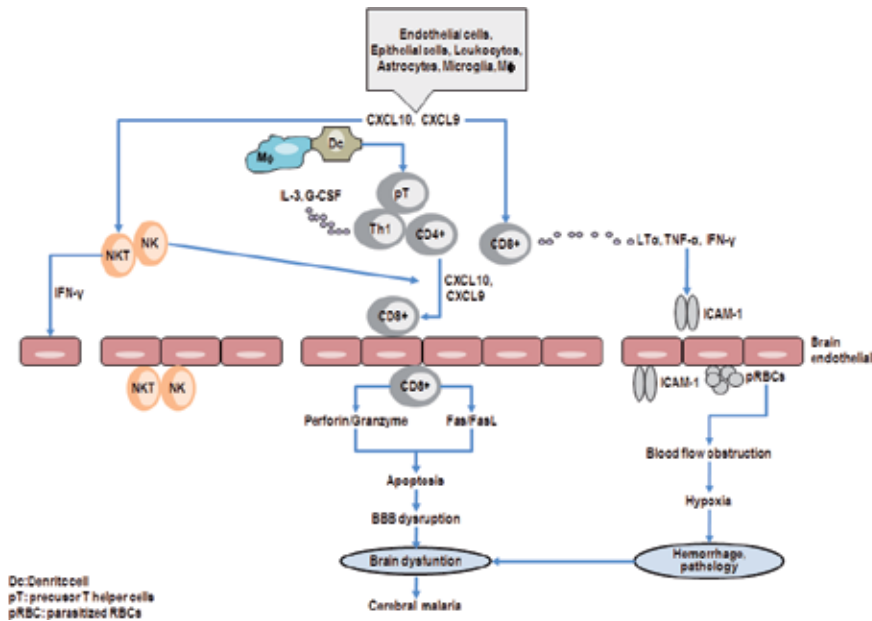 Endothelial cells,
Epithelial cells, Leukocytes,
Astrocytes, Microglia, Mϕ
CXCL10, CXCL9
Mϕ
Dc
pT
IL-3, G-CSF
Th1
CD4+
CD8+
LTα, TNF-α, IFN-γ
NKT
NK
IFN-γ
CXCL10,
CXCL9
CD8+
ICAM-1
Brain
endothelial
NKT
NK
CD8+
ICAM-1
pRBCs
Perforin/Granzyme
Fas/FasL
Blood flow obstruction
Apoptosis
Hypoxia
BBB dysruption
Brain dysfuntion
Hemorrhage,
pathology
Cerebral malaria
Dc:Denrite cell
pT: precusor T helper cells
pRBC: parasitized RBCs